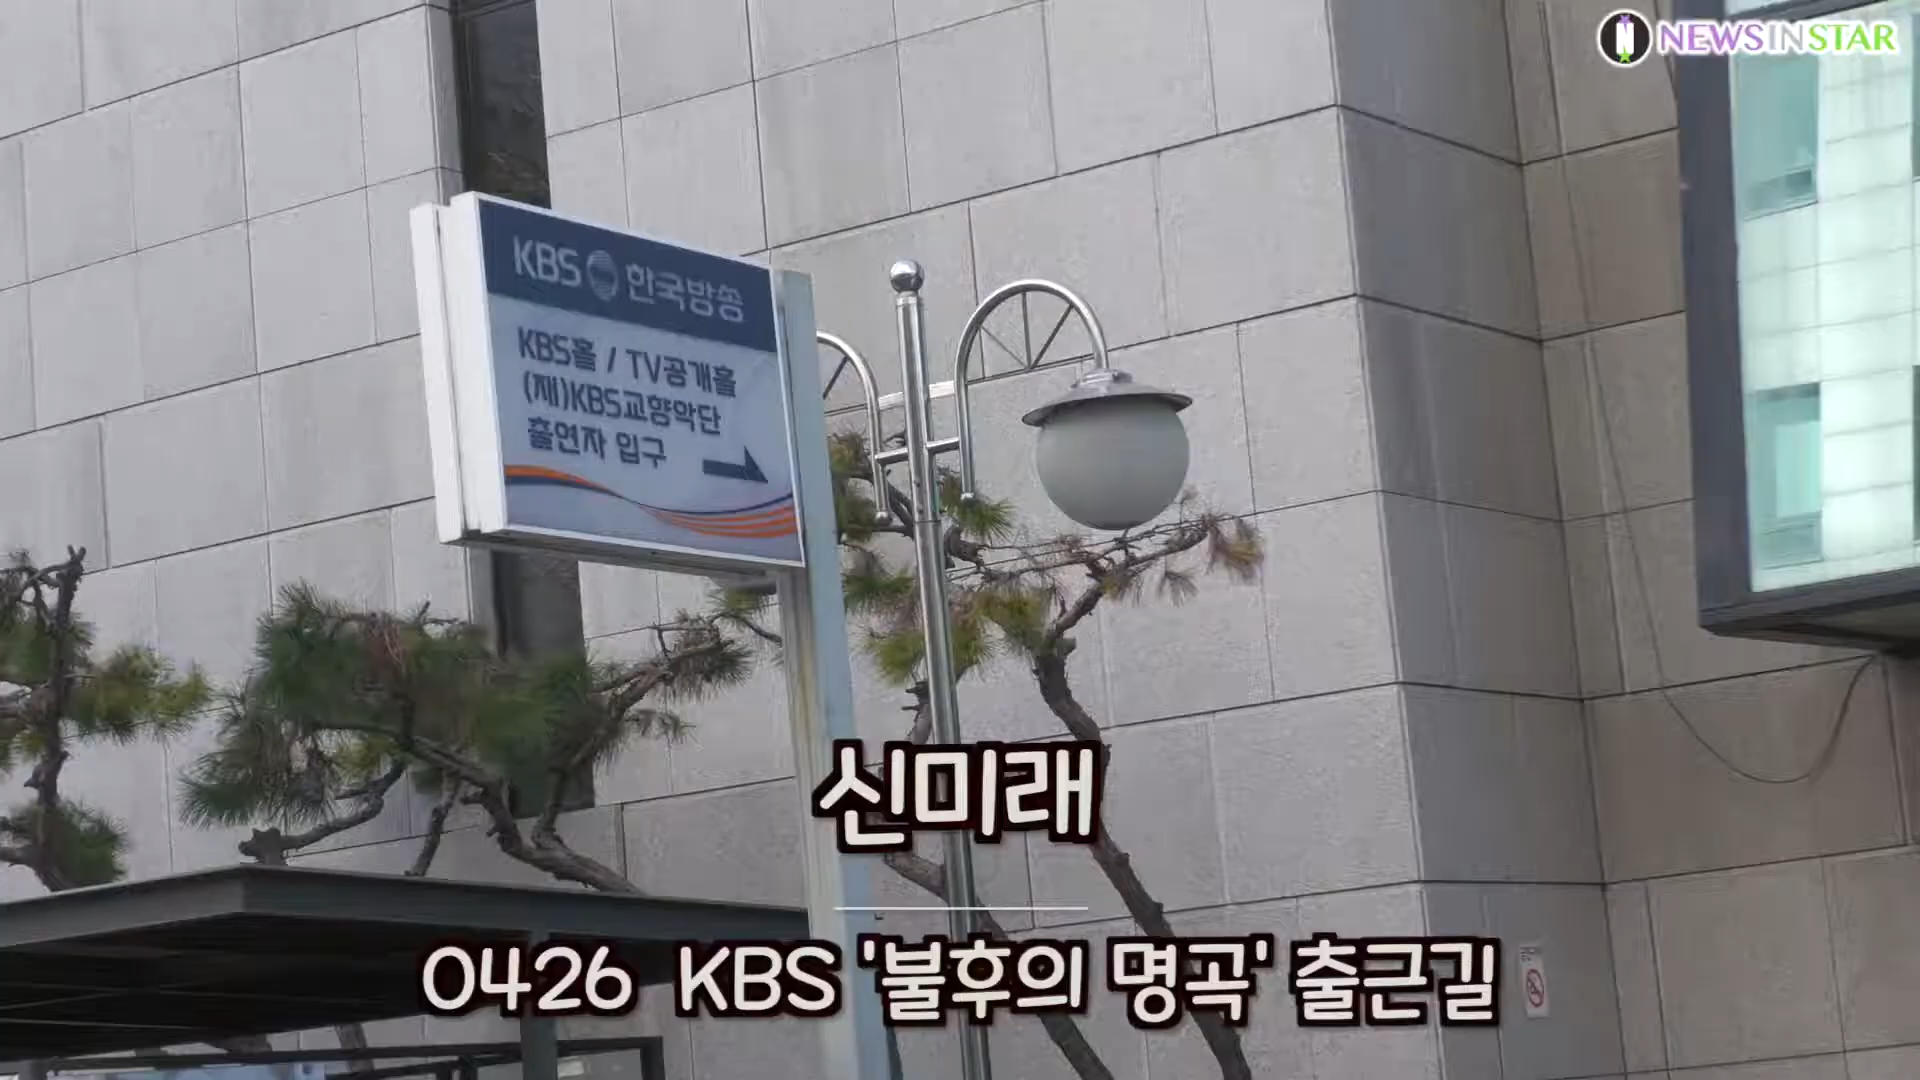 NEWSINSTAR
KBS 한국방송
KBS홀 / TV공개홀
(재)KBS교향악단
출연자 입구
신미래
0426 KBS '불후의 명곡' 출근길